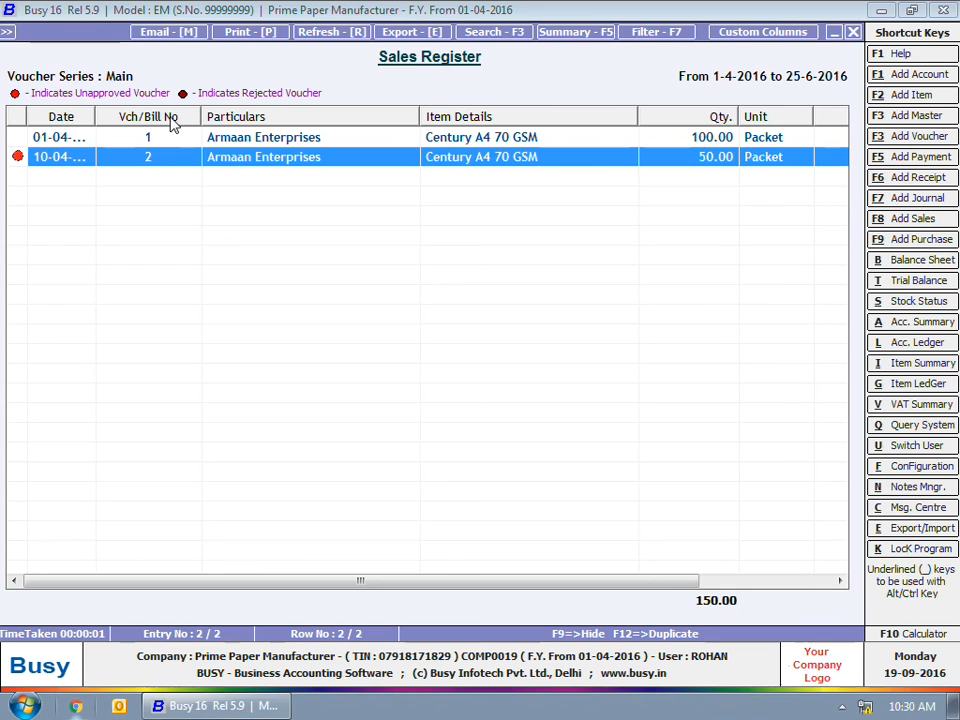 Busy 16 Rel 5.9 | Model : EM (S.No. 99999999) | Prime Paper Manufacturer - F.Y. From 01-04-2016
>> Email - [M] Print - [P] Refresh - [R] Export - [E] Search - F3 Summary - F5 Filter - F7 Custom Columns
Sales Register
Voucher Series : Main From 1-4-2016 to 25-6-2016
- Indicates Unapproved Voucher - Indicates Rejected Voucher
Date Vch/Bill No Particulars Item Details Qty. Unit
01-04-... 1 Armaan Enterprises Century A4 70 GSM 100.00 Packet
10-04-... 2 Armaan Enterprises Century A4 70 GSM 50.00 Packet
150.00
TimeTaken 00:00:01 Entry No : 2 / 2 Row No : 2 / 2 F9=>Hide F12=>Duplicate
Shortcut Keys
F1 Help
F1 Add Account
F2 Add Item
F3 Add Master
F3 Add Voucher
F5 Add Payment
F6 Add Receipt
F7 Add Journal
F8 Add Sales
F9 Add Purchase
B Balance Sheet
T Trial Balance
S Stock Status
A Acc. Summary
L Acc. Ledger
I Item Summary
G Item LedGer
V VAT Summary
Q Query System
U Switch User
F ConFiguration
N Notes Mngr.
C Msg. Centre
E Export/Import
K LocK Program
Underlined (_) keys
to be used with
Alt/Ctrl Key
F10 Calculator
Busy
Company : Prime Paper Manufacturer - ( TIN : 07918171829 ) COMP0019 ( F.Y. From 01-04-2016 ) - User : ROHAN
BUSY - Business Accounting Software ; (c) Busy Infotech Pvt. Ltd., Delhi ; www.busy.in
Your
Company
Logo
Monday
19-09-2016
Busy 16 Rel 5.9 | M...
10:30 AM